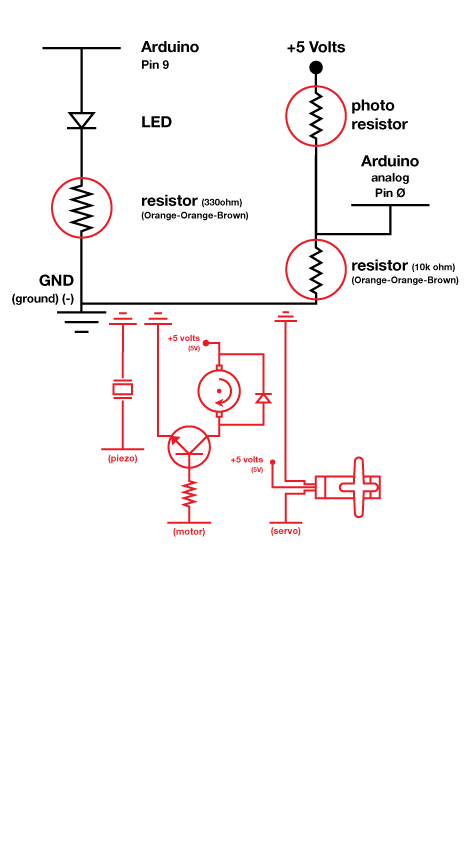 Arduino
Pin 9
LED
resistor (330ohm)
(Orange-Orange-Brown)
GND
(ground) (-)
+5 Volts
photo
resistor
Arduino
analog
Pin Ø
resistor (10k ohm)
(Orange-Orange-Brown)
+5 volts
(5V)
(piezo)
+5 volts
(5V)
(motor)
(servo)